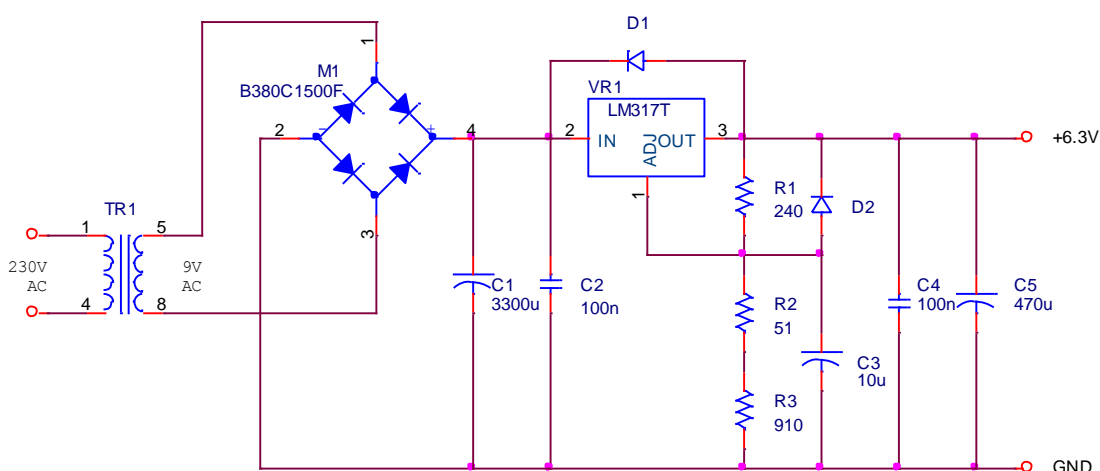 D1
1
M1
B380C1500F
VR1
LM317T
2
-
+
4
2
IN
ADJ
OUT
3
+6.3V
1
R1
240
D2
TR1
1
5
3
230V
AC
9V
AC
4
8
C1
3300u
C2
100n
R2
51
C4
100n
C5
470u
C3
10u
R3
910
GND